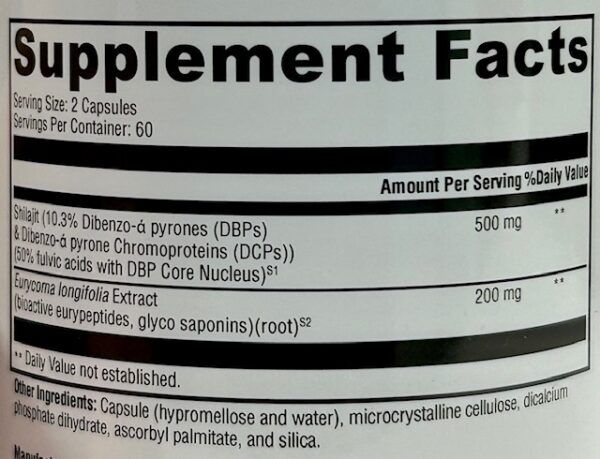 Supplement Facts
Serving Size: 2 Capsules
Servings Per Container: 60
Amount Per Serving %Daily Value
Shilajit (10.3% Dibenzo-á pyrones (DBPs) 500 mg **
& Dibenzo-á pyrone Chromoproteins (DCPs))
(50% fulvic acids with DBP Core Nucleus)S1
Eurycoma longifolia Extract 200 mg **
(bioactive eurypeptides, glyco saponins)(root)S2
** Daily Value not established.
Other Ingredients: Capsule (hypromellose and water), microcrystalline cellulose, dicalcium
phosphate dihydrate, ascorbyl palmitate, and silica.